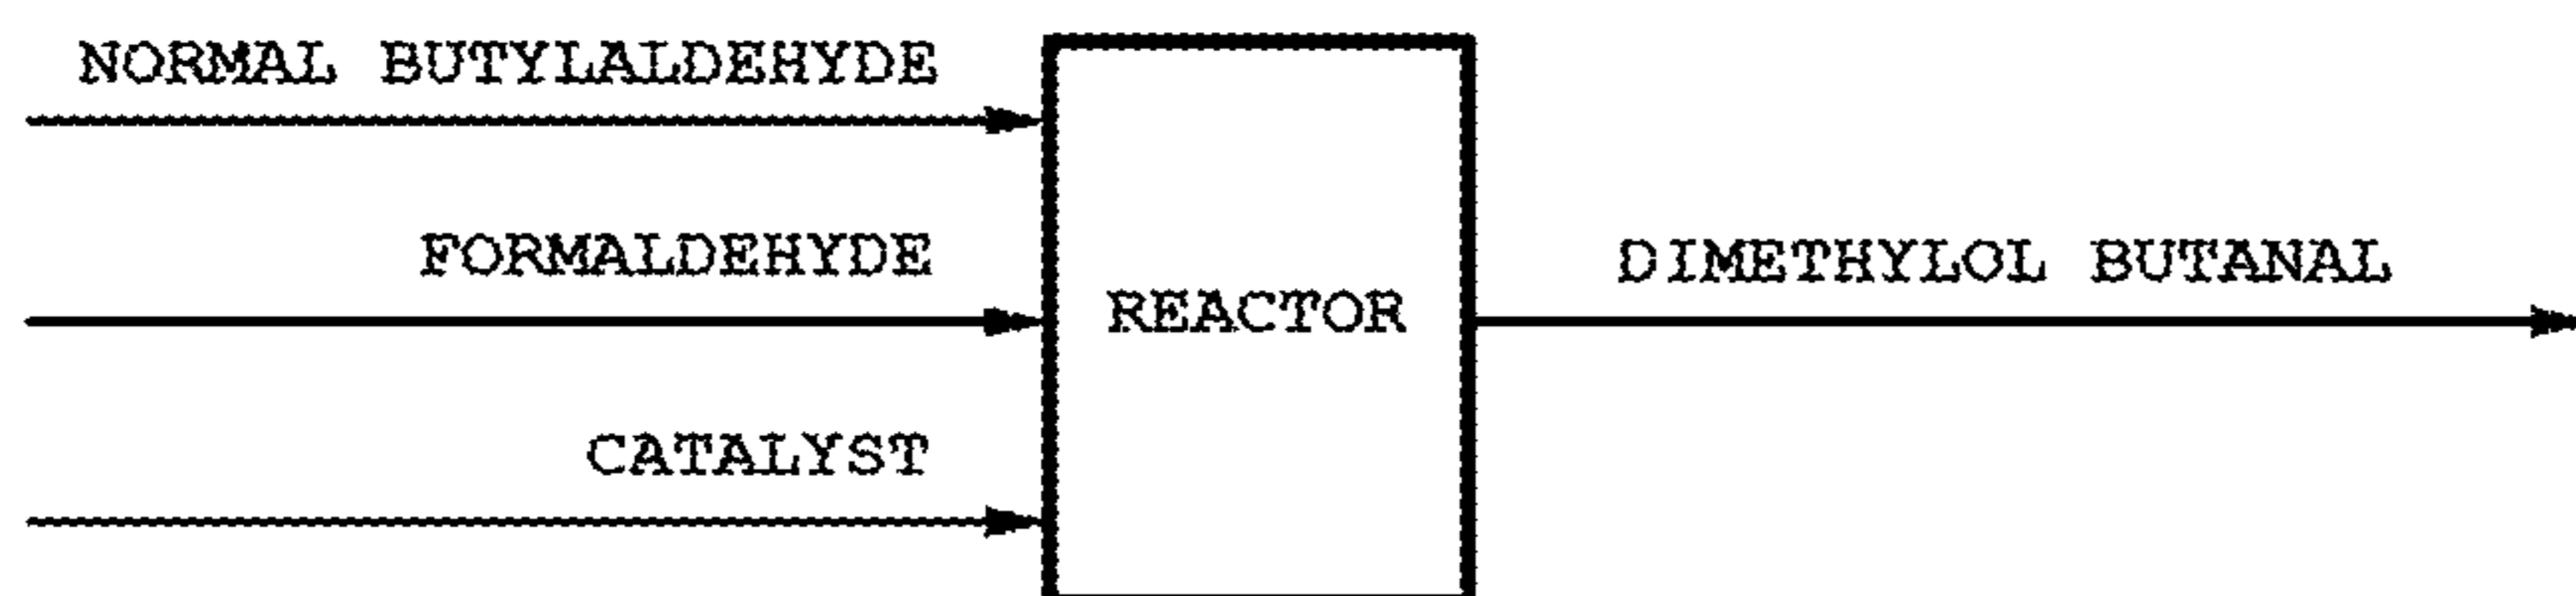 NORMAL BUTYLALDEHYDE
FORMALDEHYDE
CATALYST
REACTOR
DIMETHYLOL BUTANAL